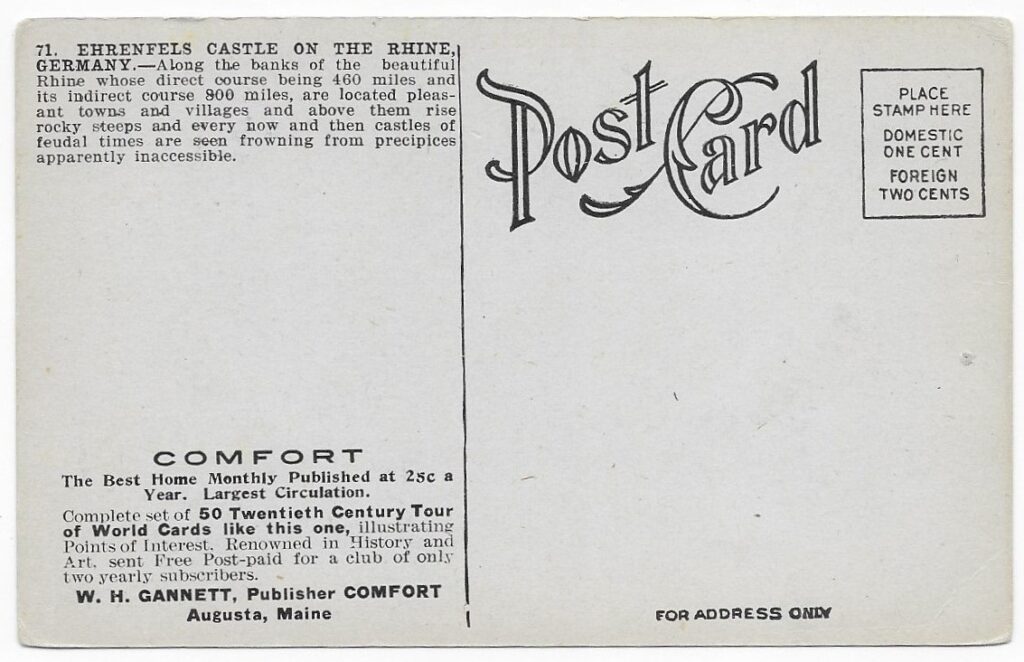 71. EHRENFELS CASTLE ON THE RHINE,
GERMANY.—Along the banks of the beautiful
Rhine whose direct course being 460 miles and
its indirect course 900 miles, are located pleas-
ant towns and villages and above them rise
rocky steeps and every now and then castles of
feudal times are seen frowning from precipices
apparently inaccessible.
COMFORT
The Best Home Monthly Published at 25c a
Year. Largest Circulation.
Complete set of 50 Twentieth Century Tour
of World Cards like this one, illustrating
Points of Interest. Renowned in History and
Art. sent Free Post-paid for a club of only
two yearly subscribers.
W. H. GANNETT, Publisher COMFORT
Augusta, Maine
Post Card
PLACE
STAMP HERE
DOMESTIC
ONE CENT
FOREIGN
TWO CENTS
FOR ADDRESS ONLY